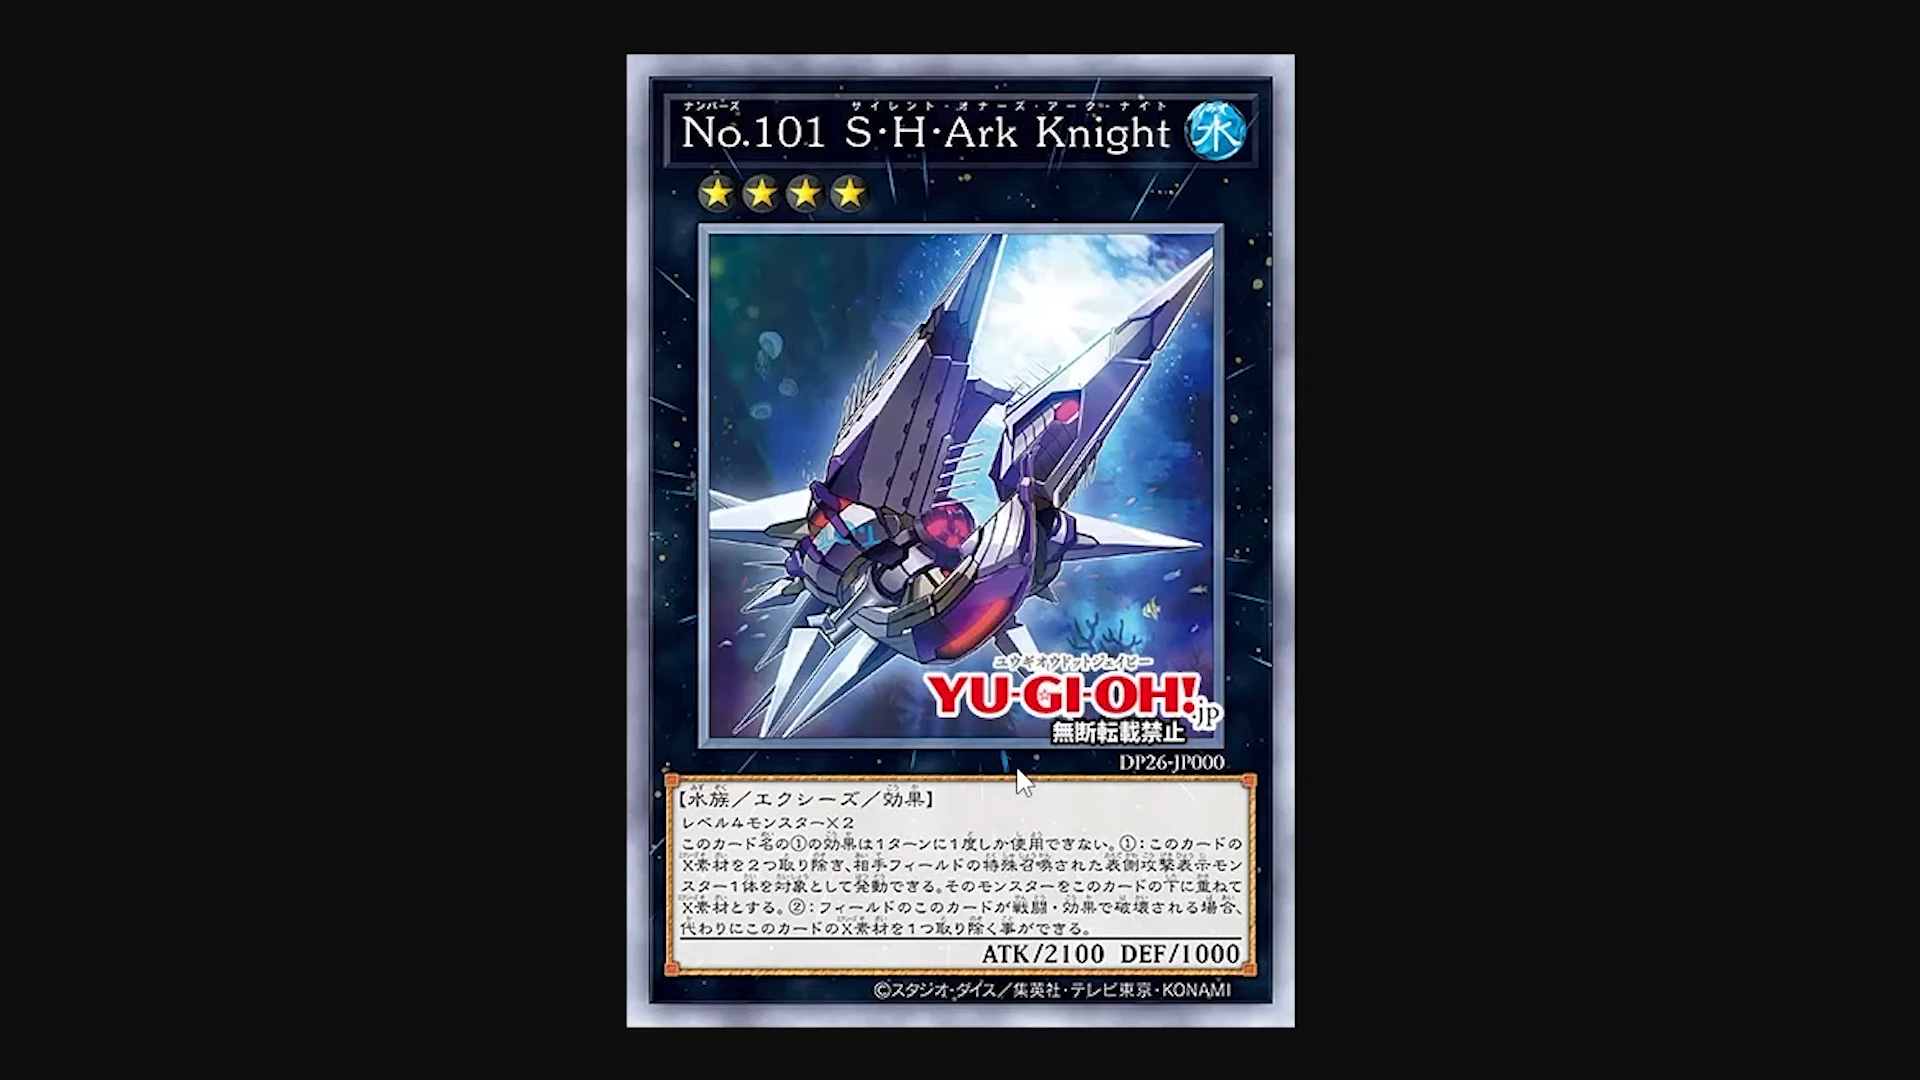 ナンバーズ サイレント・オナーズ・アーク・ナイト
No.101 S・H・Ark Knight
水
101
ユウギオウドットジェイピー
YU-GI-OH!.jp
無断転載禁止
DP26-JP000
【水族／エクシーズ／効果】
レベル4モンスター×2
このカード名の①の効果は1ターンに1度しか使用できない。①：このカードの
X素材を2つ取り除き、相手フィールドの特殊召喚された表側攻撃表示モン
スター1体を対象として発動できる。そのモンスターをこのカードの下に重ねて
X素材とする。②：フィールドのこのカードが戦闘・効果で破壊される場合、
代わりにこのカードのX素材を1つ取り除く事ができる。
ATK/2100 DEF/1000
©スタジオ・ダイス／集英社・テレビ東京・KONAMI